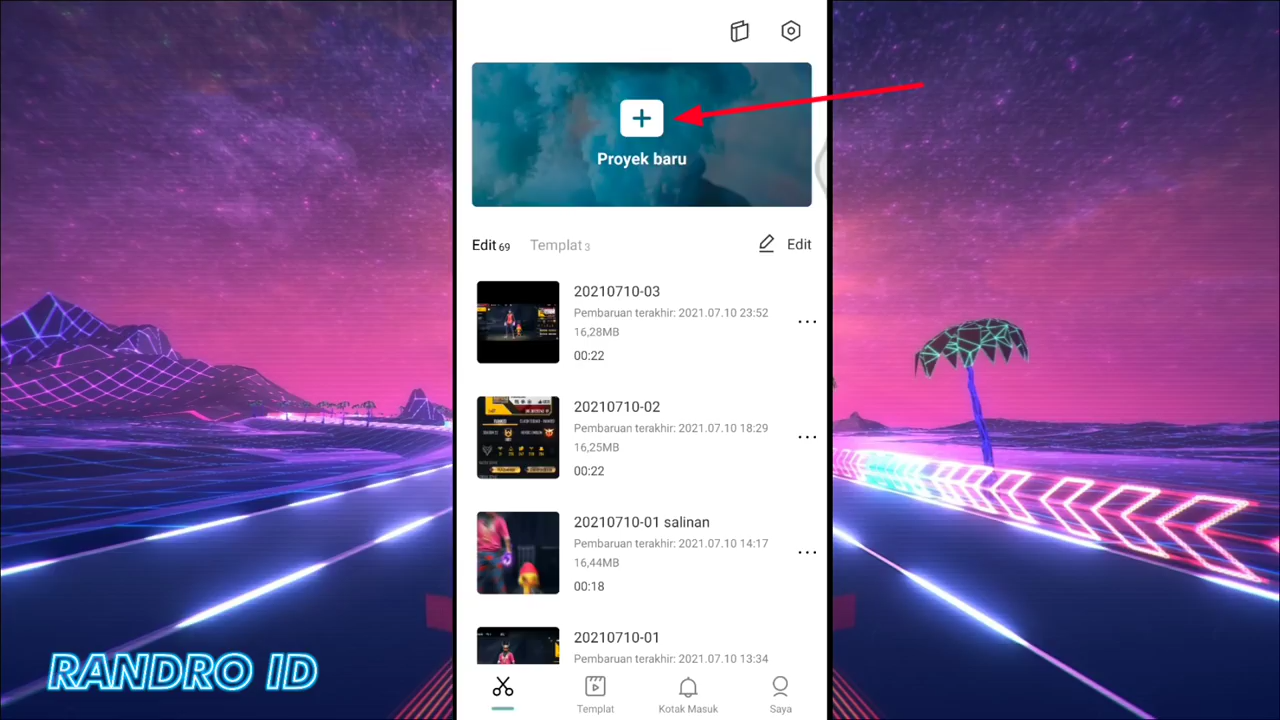 Proyek baru
Edit 69
Templat 3
Edit
20210710-03
Pembaruan terakhir: 2021.07.10 23:52
16,28MB
00:22
20210710-02
Pembaruan terakhir: 2021.07.10 18:29
16,25MB
00:22
20210710-01 salinan
Pembaruan terakhir: 2021.07.10 14:17
16,44MB
00:18
20210710-01
Pembaruan terakhir: 2021.07.10 13:34
RANDRO ID
Templat
Kotak Masuk
Saya